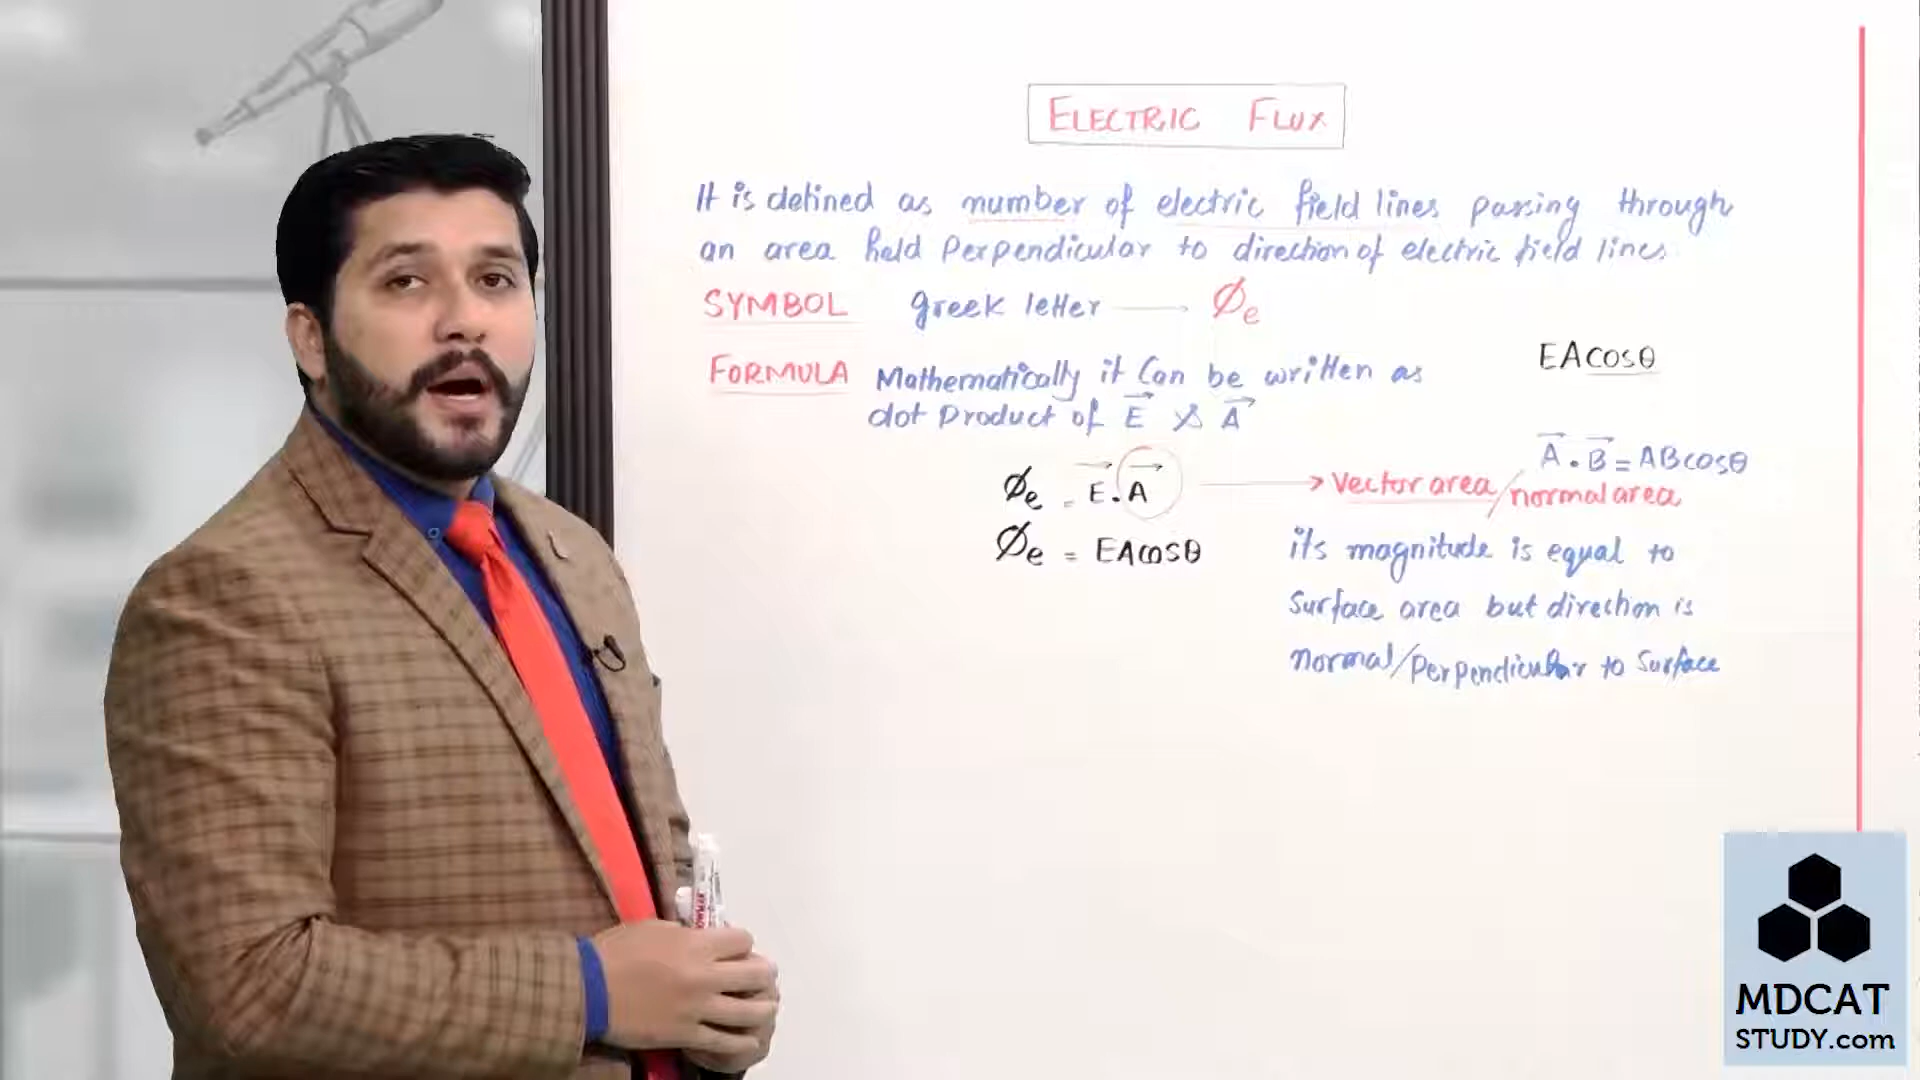 ELECTRIC FLUX
It is defined as number of electric field lines passing through
an area held perpendicular to direction of electric field lines.
SYMBOL greek letter → Øe
FORMULA Mathematically it can be written as
dot product of E⃗ & A⃗
EAcosθ
A⃗ . B⃗ = ABcosθ
Øe = E⃗ . A⃗ → Vector area / normal area
Øe = EAcosθ
its magnitude is equal to
surface area but direction is
normal/perpendicular to surface
MDCAT
STUDY.com